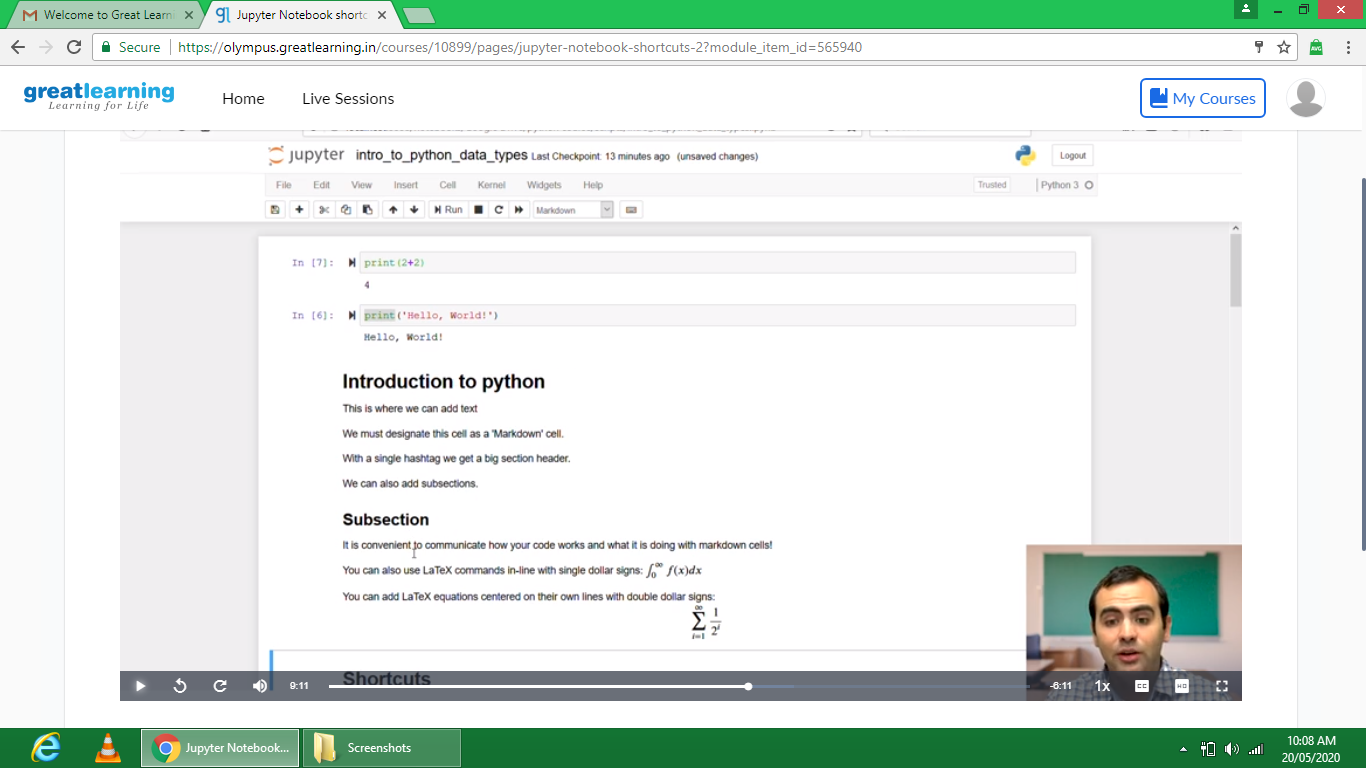 Welcome to Great Learni
Jupyter Notebook shortc
Secure
https://olympus.greatlearning.in/courses/10899/pages/jupyter-notebook-shortcuts-2?module_item_id=565940
AVG
greatlearning
Learning for Life
Home
Live Sessions
My Courses
jupyter intro_to_python_data_types Last Checkpoint: 13 minutes ago (unsaved changes)
Logout
File Edit View Insert Cell Kernel Widgets Help
Trusted
Python 3
Run
Markdown
In [7]: print(2+2)
4
In [6]: print('Hello, World!')
Hello, World!
Introduction to python
This is where we can add text
We must designate this cell as a 'Markdown' cell.
With a single hashtag we get a big section header.
We can also add subsections.
Subsection
It is convenient to communicate how your code works and what it is doing with markdown cells!
You can also use LaTeX commands in-line with single dollar signs: ∫₀^∞ f(x)dx
You can add LaTeX equations centered on their own lines with double dollar signs:
∑_{i=1}^∞ 1/2^i
Shortcuts
9:11
-6:11
1x
CC
HD
Jupyter Notebook...
Screenshots
10:08 AM
20/05/2020